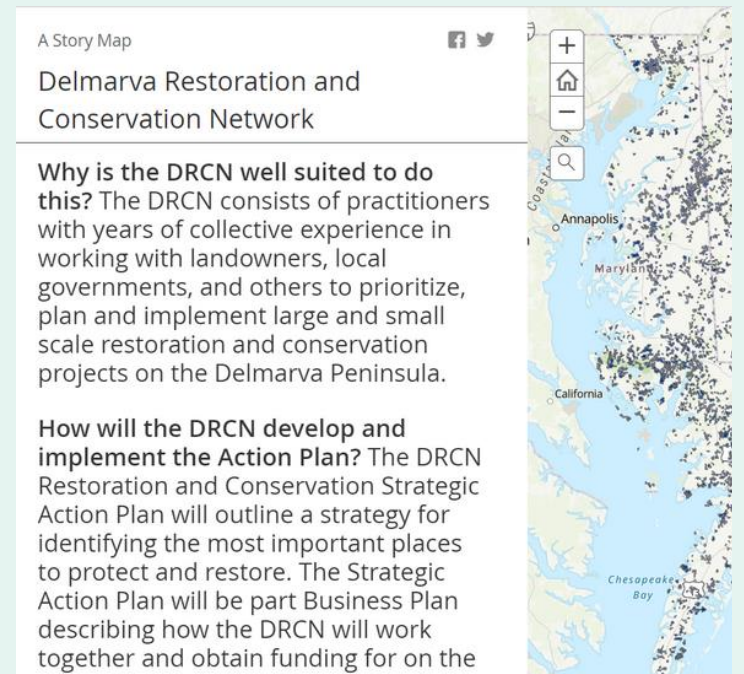 A Story Map
Delmarva Restoration and
Conservation Network
Why is the DRCN well suited to do
this? The DRCN consists of practitioners
with years of collective experience in
working with landowners, local
governments, and others to prioritize,
plan and implement large and small
scale restoration and conservation
projects on the Delmarva Peninsula.
How will the DRCN develop and
implement the Action Plan? The DRCN
Restoration and Conservation Strategic
Action Plan will outline a strategy for
identifying the most important places
to protect and restore. The Strategic
Action Plan will be part Business Plan
describing how the DRCN will work
together and obtain funding for on the
Annapolis
Maryland
California
Chesapeake
Bay